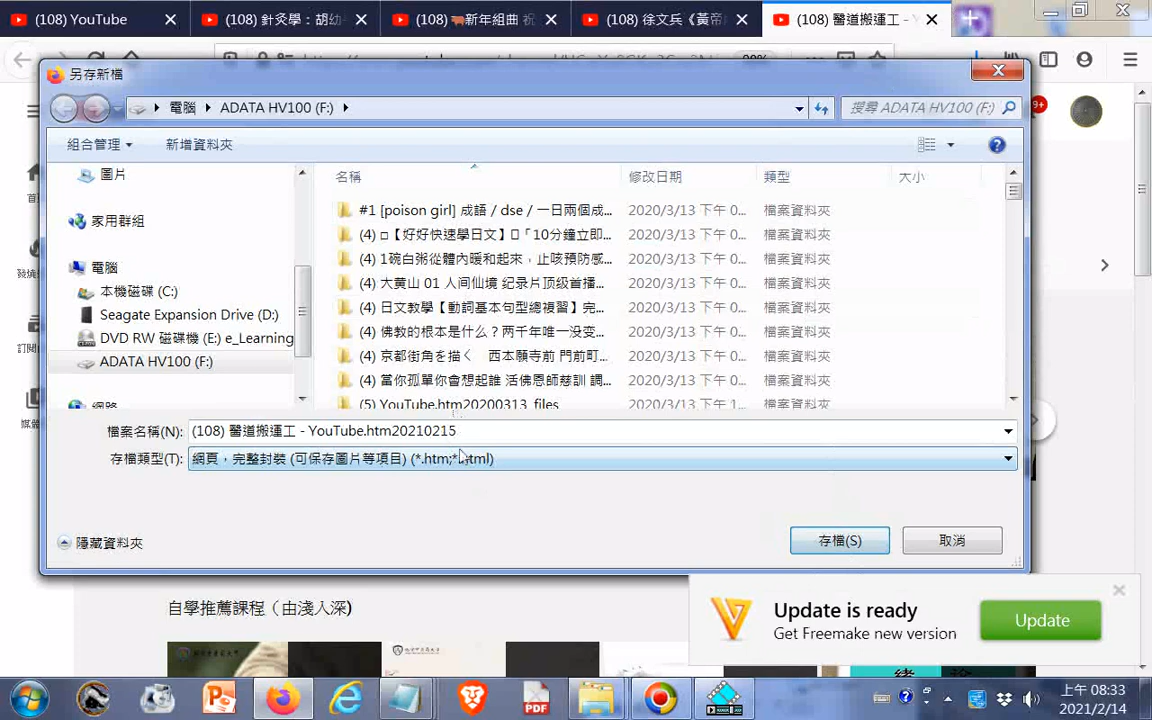 (108) YouTube
(108) 針灸學：胡幼
(108) 🐂新年組曲 祝
(108) 徐文兵《黃帝
(108) 醫道搬運工 - Y
另存新檔
電腦 ADATA HV100 (F:)
搜尋 ADATA HV100 (F:)
9+
組合管理
新增資料夾
圖片
家用群組
電腦
本機磁碟 (C:)
Seagate Expansion Drive (D:)
DVD RW 磁碟機 (E:) e_Learning
ADATA HV100 (F:)
網路
名稱 修改日期 類型 大小
#1 [poison girl] 成語 / dse / 一日兩個成... 2020/3/13 下午 0... 檔案資料夾
(4) □【好好快速學日文】□「10分鐘立即... 2020/3/13 下午 0... 檔案資料夾
(4) 1碗白粥從體內暖和起來，止咳預防感... 2020/3/13 下午 0... 檔案資料夾
(4) 大黄山 01 人间仙境 纪录片顶级首播... 2020/3/13 下午 0... 檔案資料夾
(4) 日文教學【動詞基本句型總複習】完... 2020/3/13 下午 0... 檔案資料夾
(4) 佛教的根本是什么？两千年唯一没变... 2020/3/13 下午 0... 檔案資料夾
(4) 京都街角を描く 西本願寺前 門前町... 2020/3/13 下午 0... 檔案資料夾
(4) 當你孤單你會想起誰 活佛恩師慈訓 調... 2020/3/13 下午 0... 檔案資料夾
(5) YouTube.htm20200313_files 2020/3/13 下午 1... 檔案資料夾
檔案名稱(N): (108) 醫道搬運工 - YouTube.htm20210215
存檔類型(T): 網頁，完整封裝 (可保存圖片等項目) (*.htm;*.html)
隱藏資料夾
存檔(S)
取消
自學推薦課程（由淺入深）
Update is ready
Get Freemake new version
Update
PDF
上午 08:33
2021/2/14